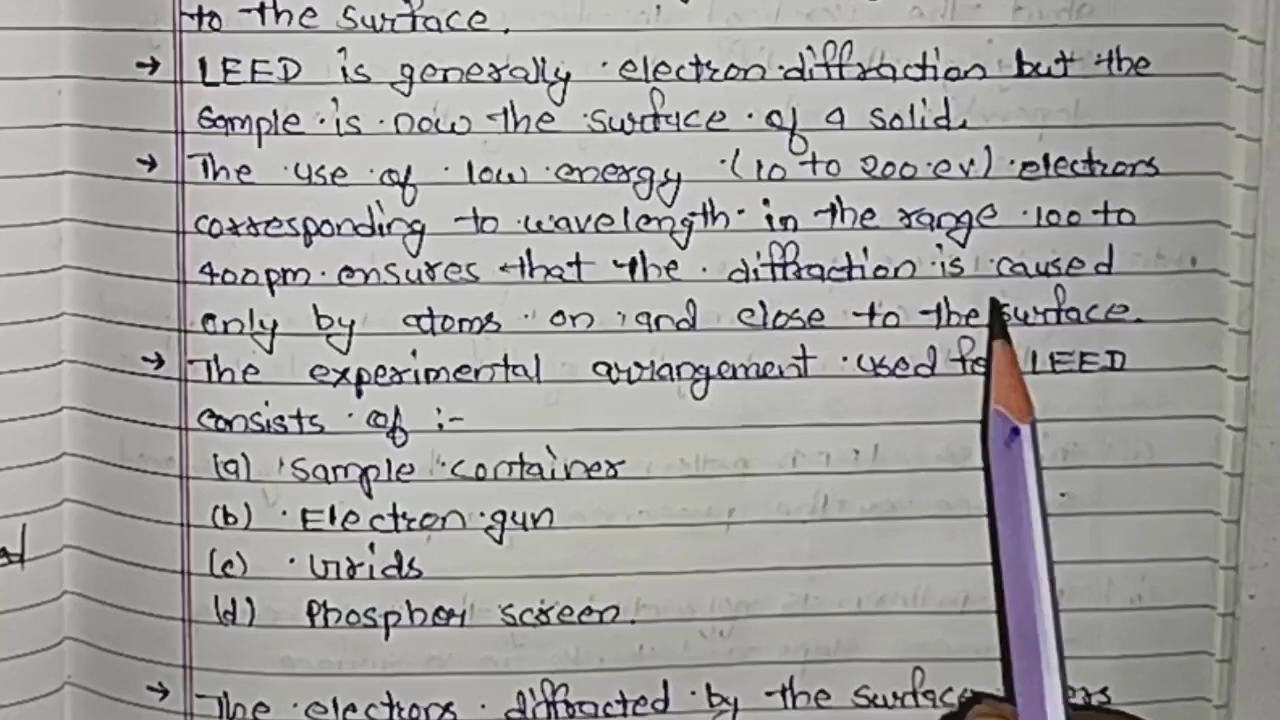 to the surface.
→ LEED is generally electron diffraction but the
sample is now the surface of a solid.
→ The use of low energy (10 to 200 ev) electrons
corresponding to wavelength in the range 100 to
400pm ensures that the diffraction is caused
only by atoms on and close to the surface.
→ The experimental arrangement used for LEED
consists of :-
(a) Sample container
(b) Electron gun
(c) Grids
(d) Phosphor screen.
→ The electrons diffracted by the surface